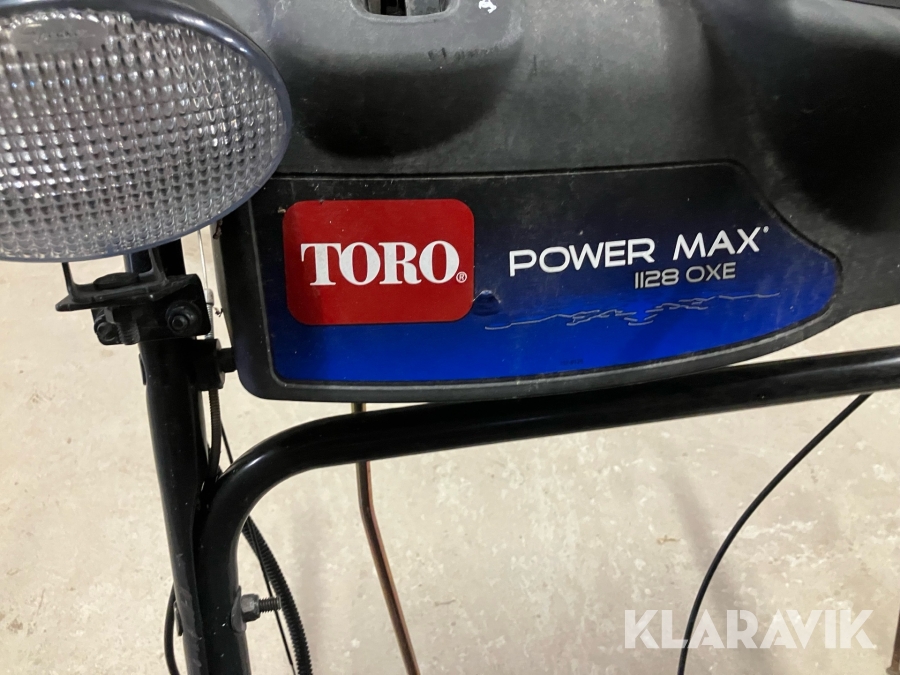 TORO®
POWER MAX®
1128 OXE
KLARAVIK